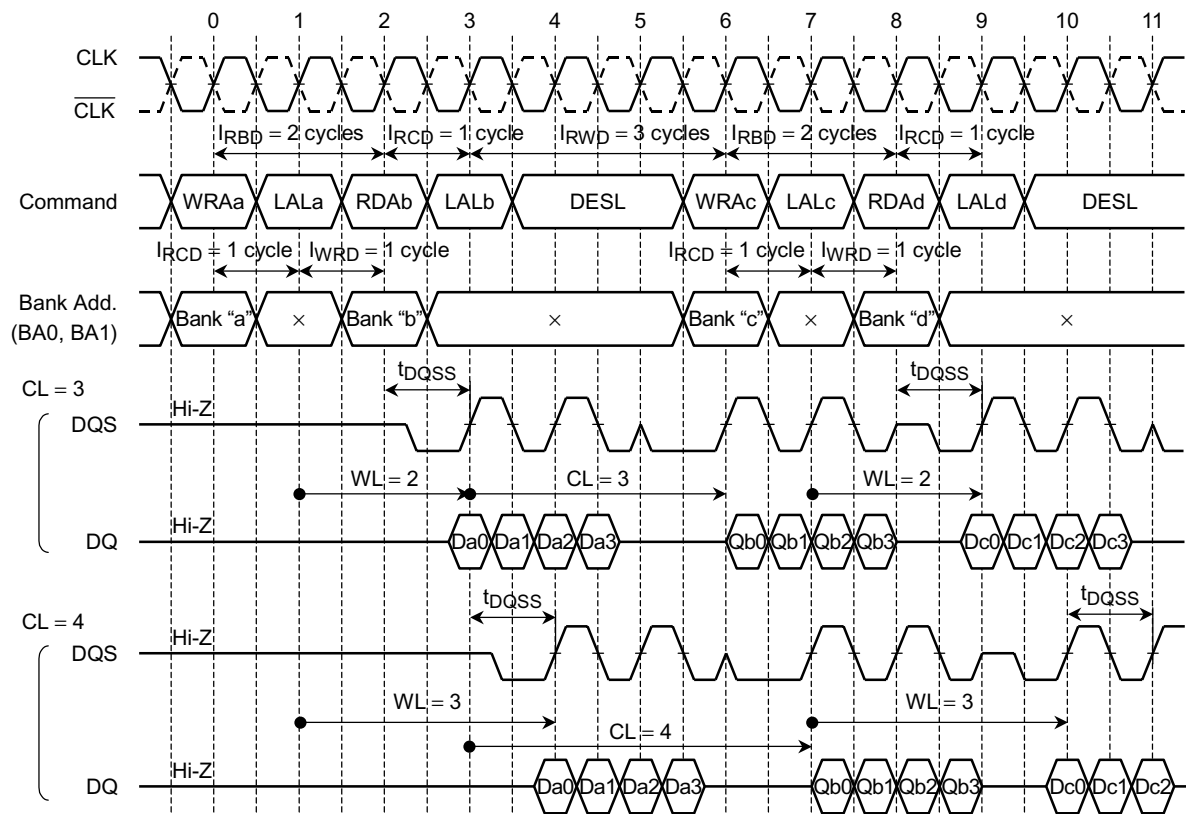 0 1 2 3 4 5 6 7 8 9 10 11
CLK
CLK
IRBD = 2 cycles IRCD = 1 cycle IRWD = 3 cycles IRBD = 2 cycles IRCD = 1 cycle
Command WRAa LALa RDAb LALb DESL WRAc LALc RDAd LALd DESL
IRCD = 1 cycle IWRD = 1 cycle IRCD = 1 cycle IWRD = 1 cycle
Bank Add.
(BA0, BA1)
Bank “a” × Bank “b” × Bank “c” × Bank “d” ×
tDQSS tDQSS
CL = 3
DQS Hi-Z
WL = 2 CL = 3 WL = 2
DQ Hi-Z Da0 Da1 Da2 Da3 Qb0 Qb1 Qb2 Qb3 Dc0 Dc1 Dc2 Dc3
tDQSS tDQSS
CL = 4
DQS Hi-Z
WL = 3 WL = 3
CL = 4
DQ Hi-Z Da0 Da1 Da2 Da3 Qb0 Qb1 Qb2 Qb3 Dc0 Dc1 Dc2